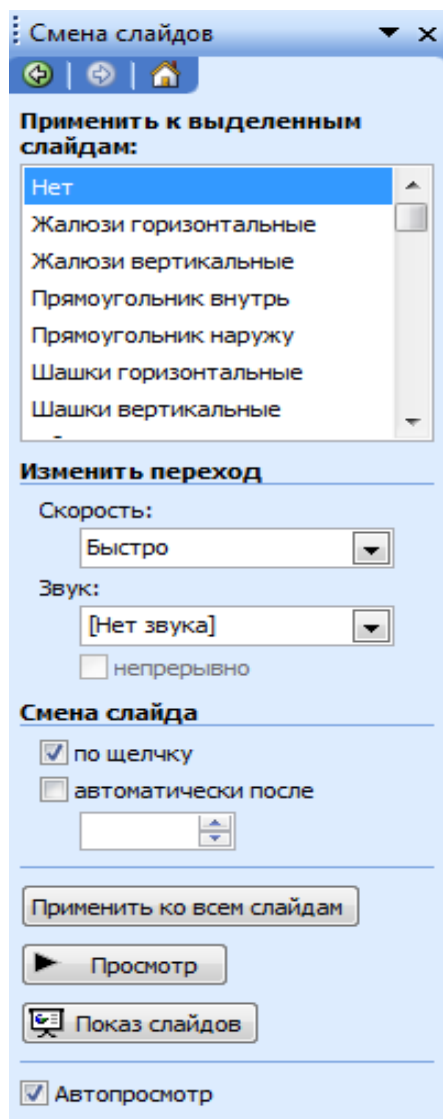 Смена слайдов
Применить к выделенным
слайдам:
Нет
Жалюзи горизонтальные
Жалюзи вертикальные
Прямоугольник внутрь
Прямоугольник наружу
Шашки горизонтальные
Шашки вертикальные
Изменить переход
Скорость:
Быстро
Звук:
[Нет звука]
непрерывно
Смена слайда
по щелчку
автоматически после
Применить ко всем слайдам
Просмотр
Показ слайдов
Автопросмотр